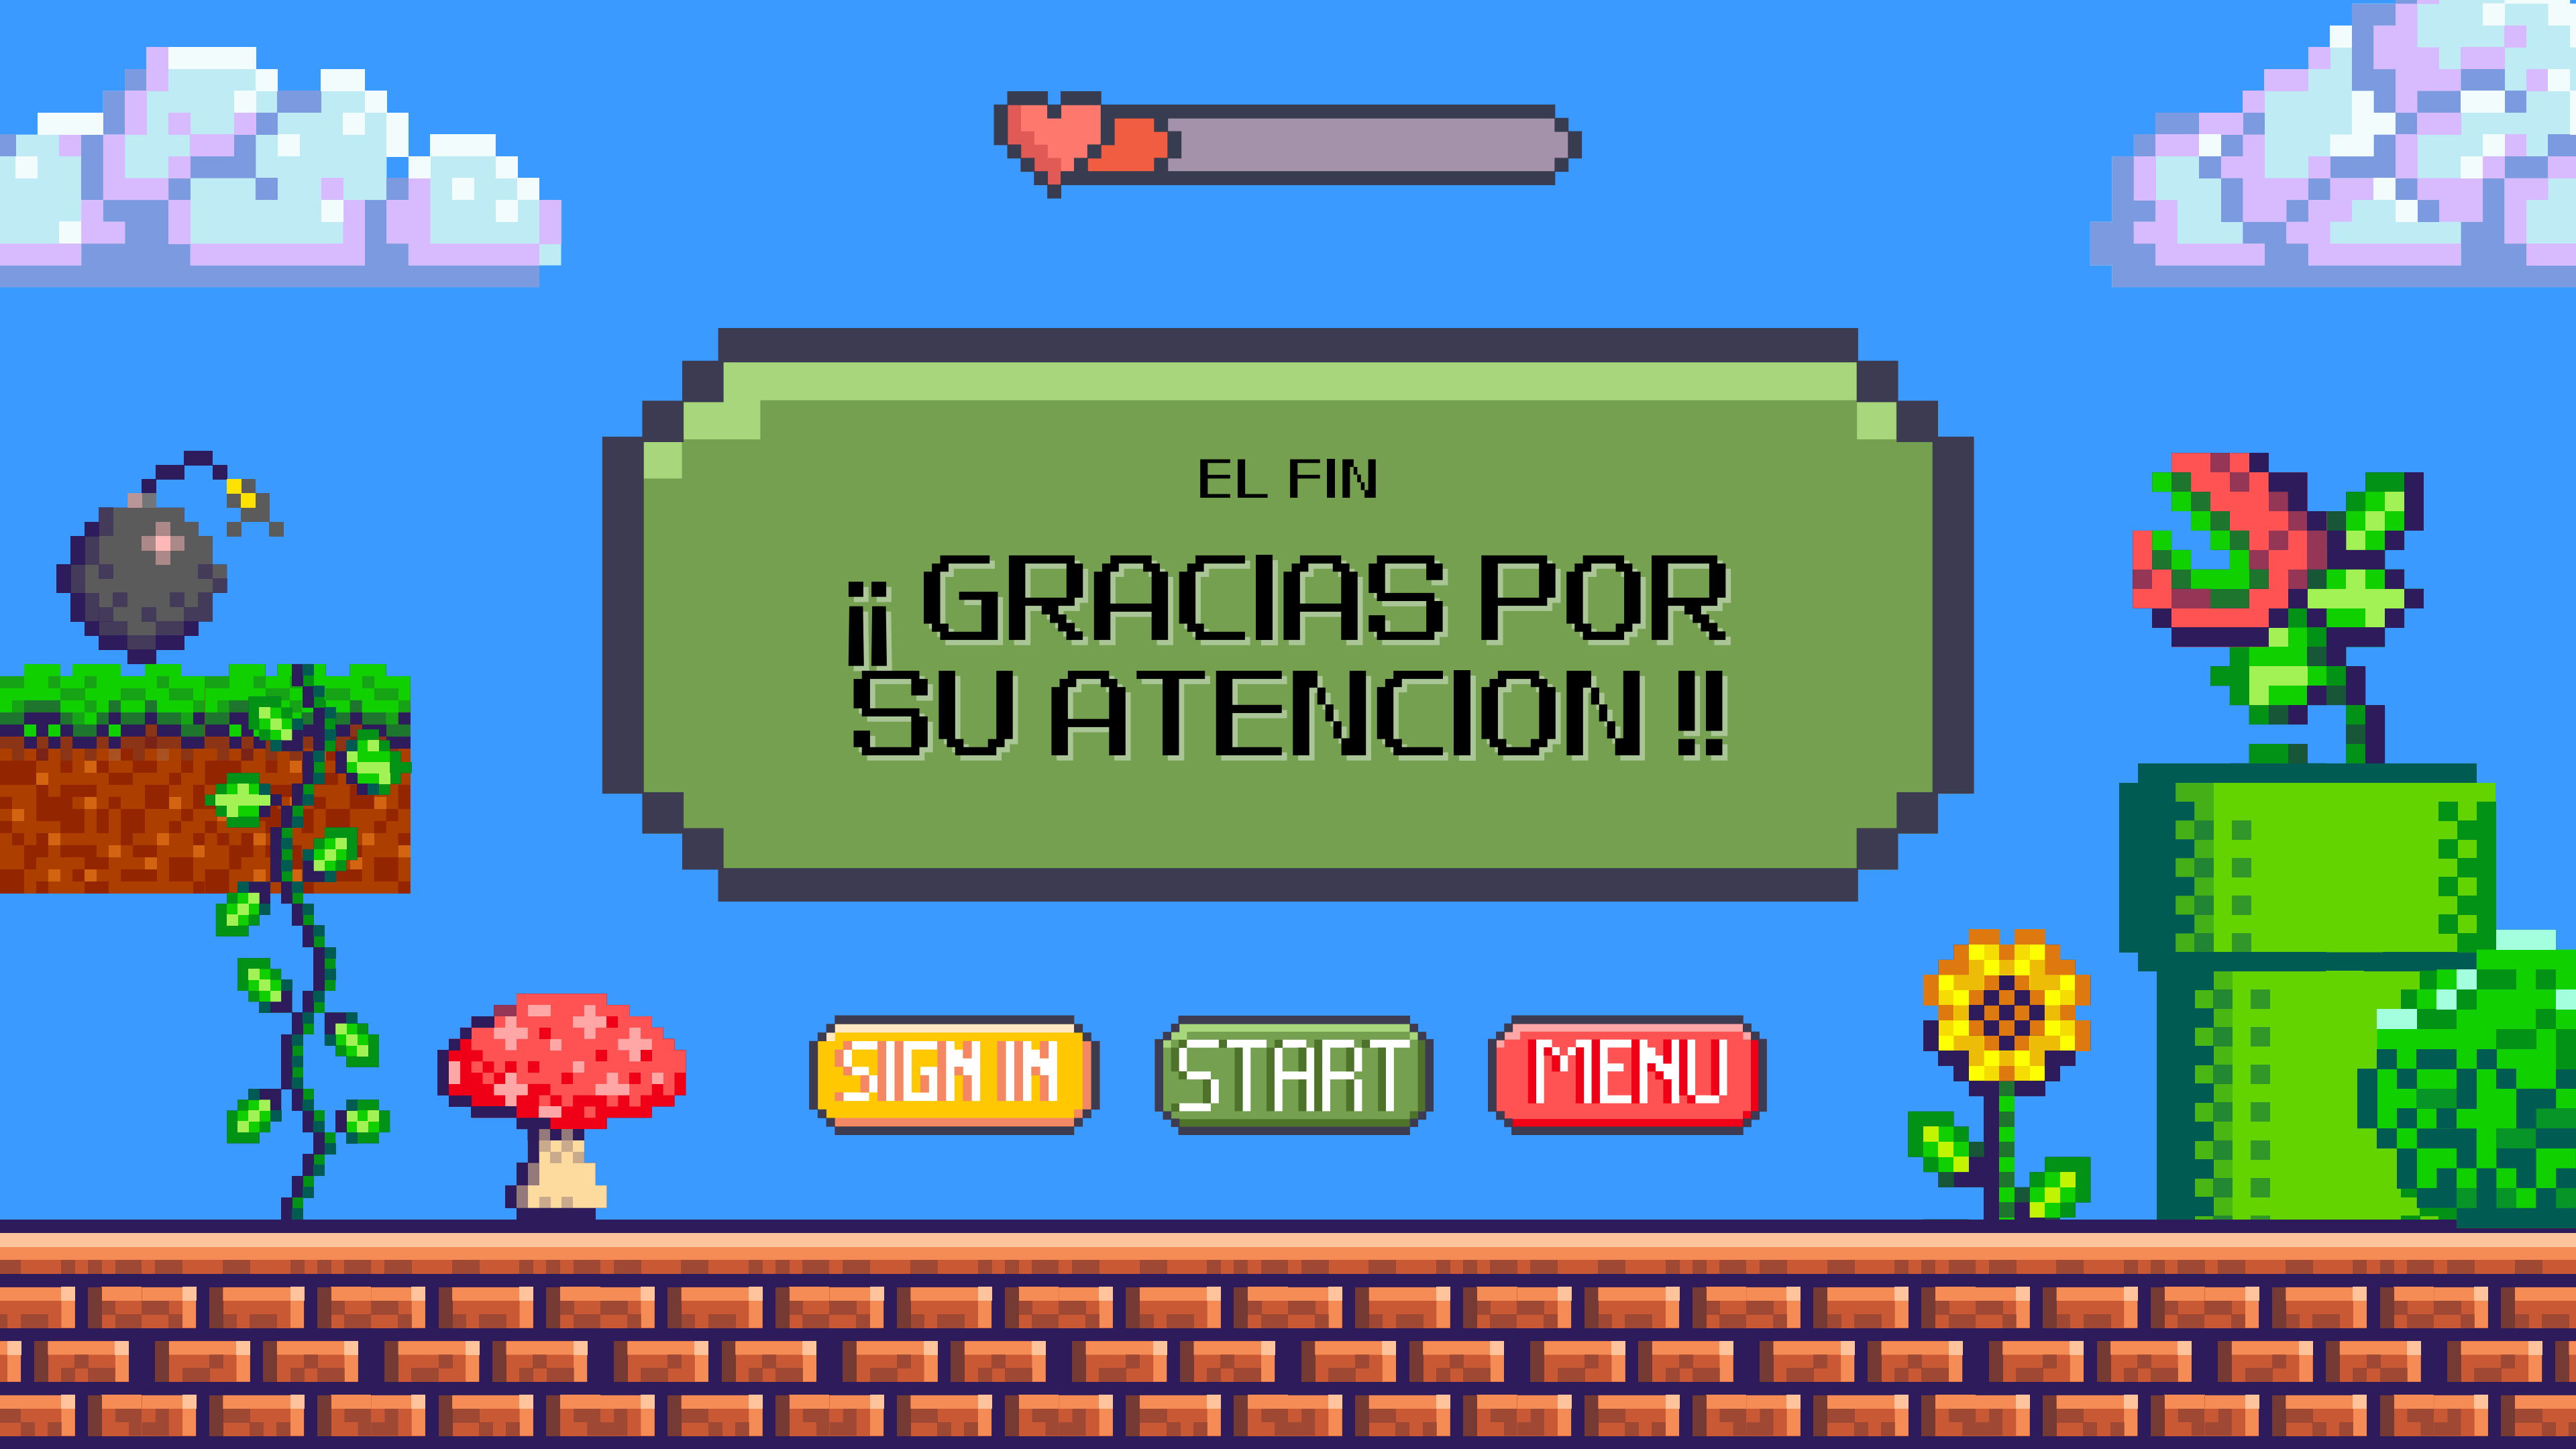 EL FIN
¡¡GRACIAS POR
SU ATENCION !!
SIGN IN
START
MENU